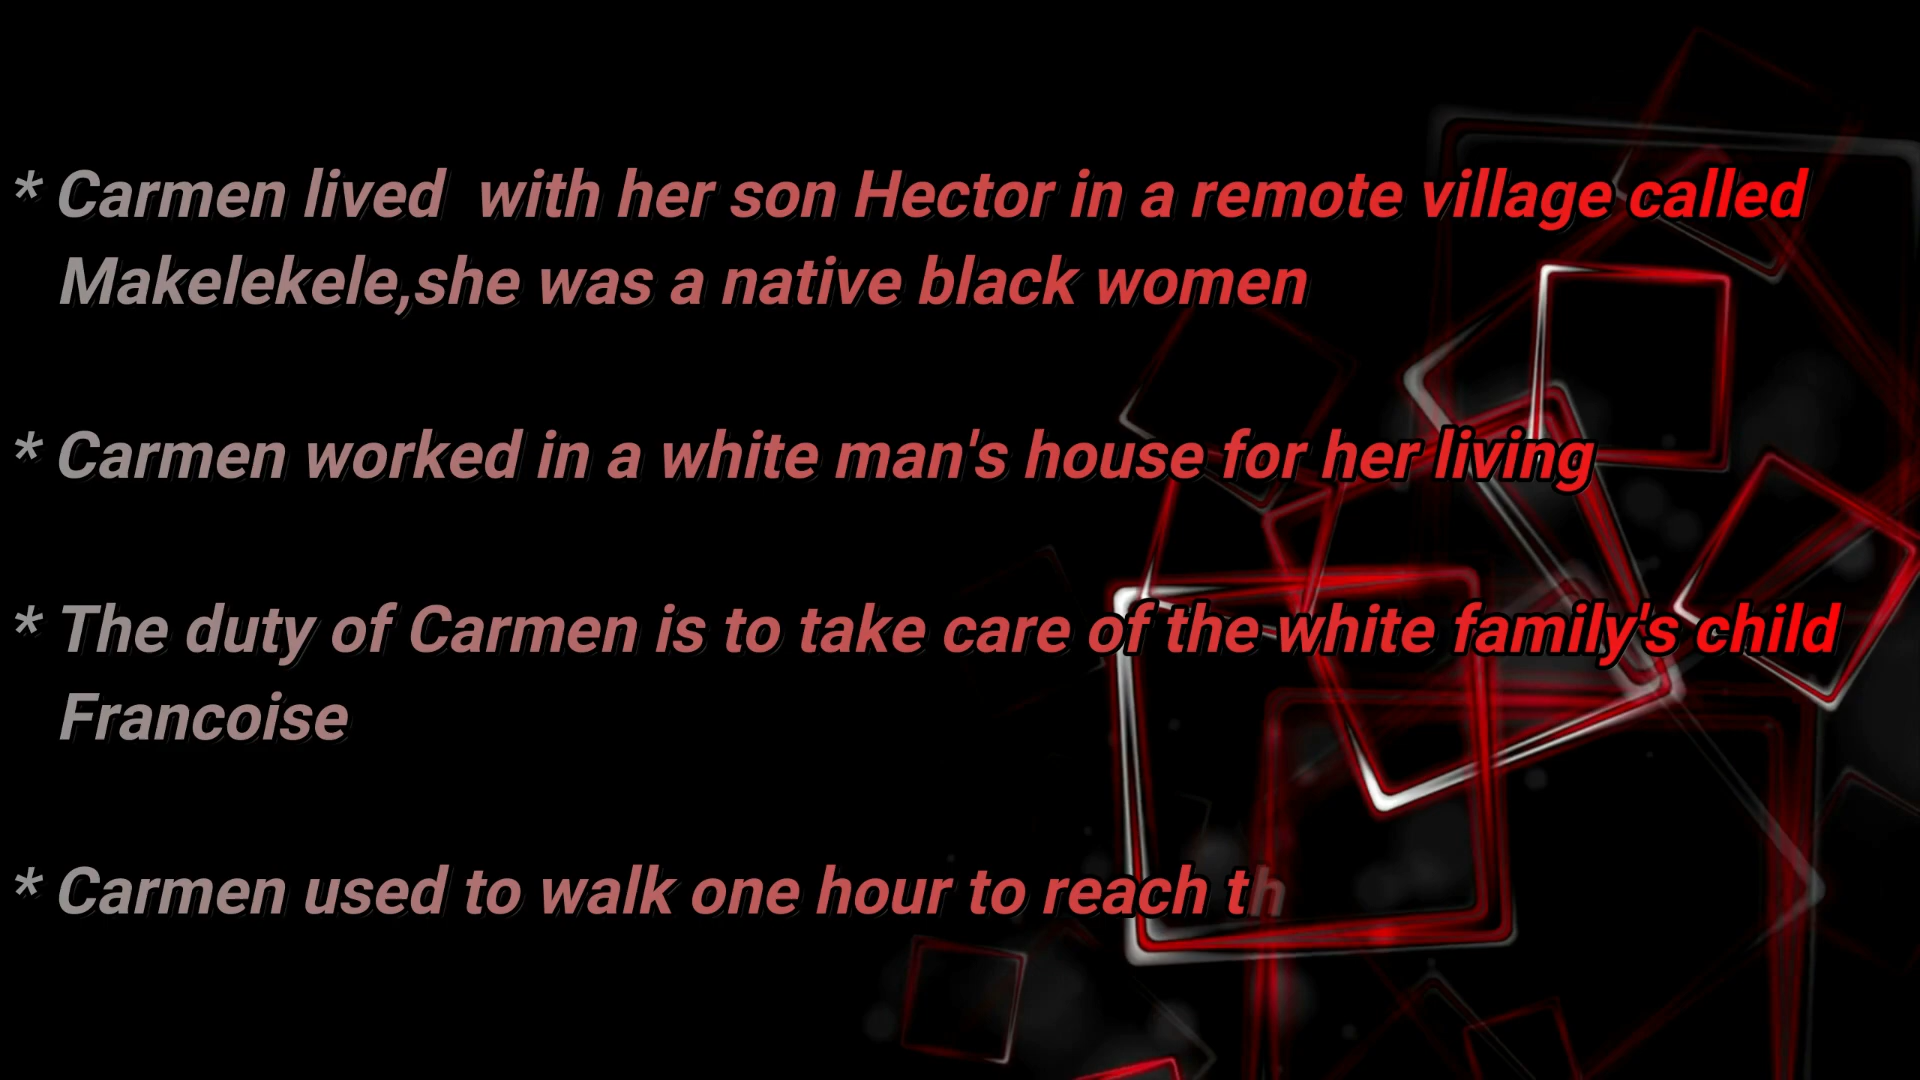 * Carmen lived  with her son Hector in a remote village called
Makelekele,she was a native black women
* Carmen worked in a white man's house for her living
* The duty of Carmen is to take care of the white family's child
Francoise
* Carmen used to walk one hour to reach th